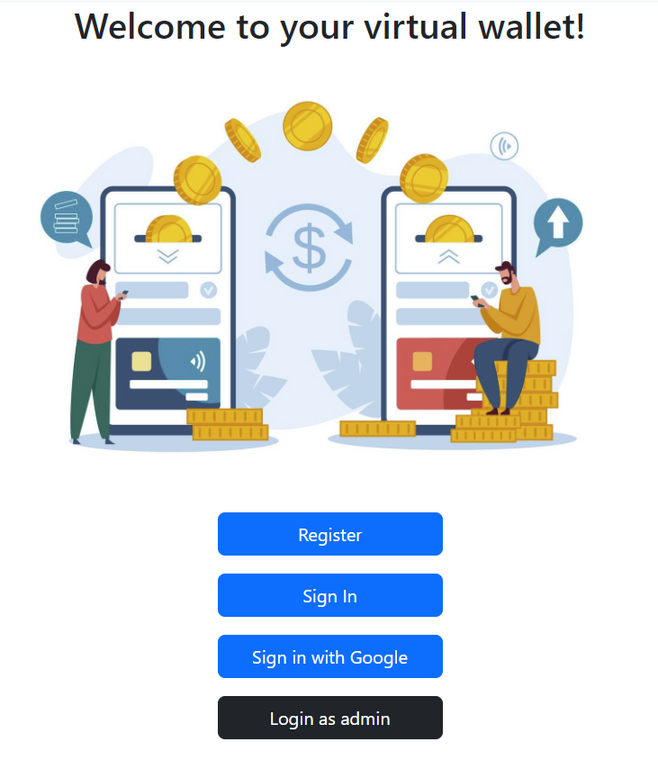 Welcome to your virtual wallet!
$
Register
Sign In
Sign in with Google
Login as admin